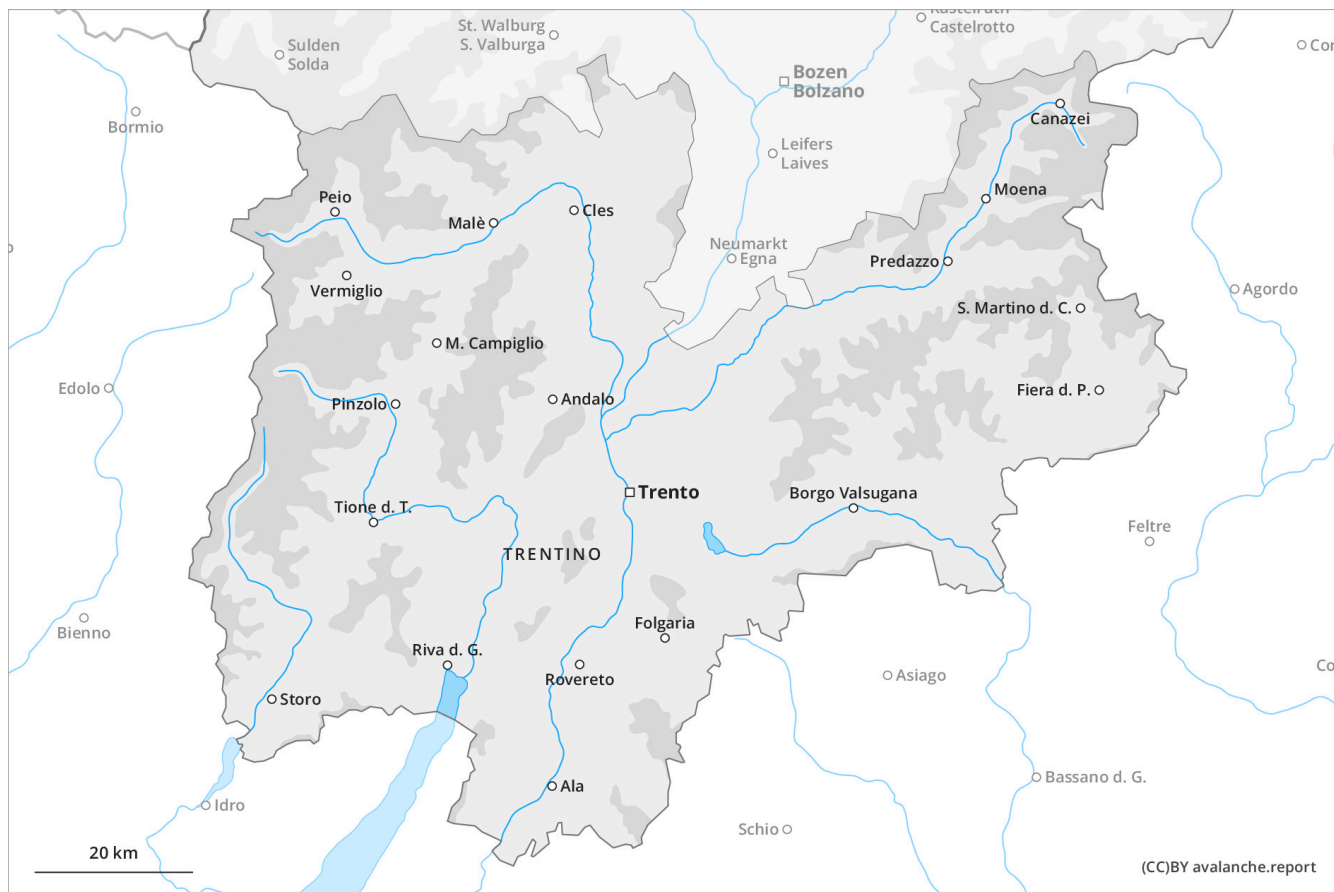 Kastelruth
Castelrotto
St. Walburg
S. Valburga
Sulden
Solda
Bozen
Bolzano
Bormio
Canazei
Leifers
Laives
Peio
Malè
Cles
Moena
Neumarkt
Egna
Predazzo
Vermiglio
Agordo
S. Martino d. C.
M. Campiglio
Edolo
Pinzolo
Andalo
Fiera d. P.
Trento
Borgo Valsugana
Tione d. T.
Feltre
TRENTINO
Bienno
Folgaria
Riva d. G.
Rovereto
Asiago
Storo
Ala
Bassano d. G.
Idro
Schio
20 km
(CC)BY avalanche.report